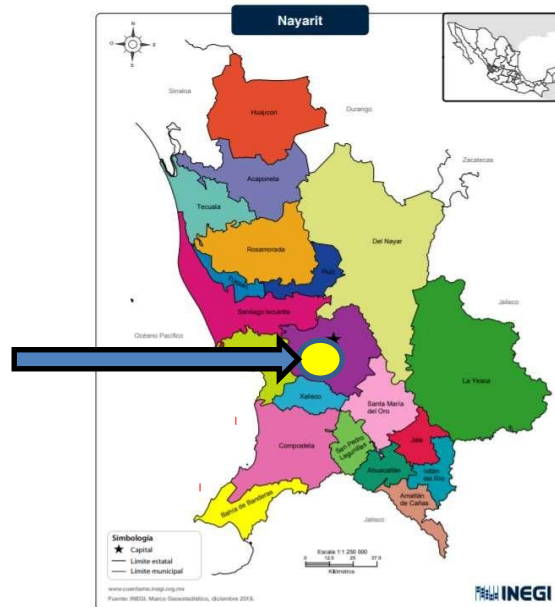 Nayarit
Sinaloa
Durango
Zacatecas
Jalisco
Océano Pacífico
Huajicori
Acaponeta
Tecuala
Rosamorada
Del Nayar
Ruiz
Santiago Ixcuintla
La Yesca
Xalisco
Santa María
del Oro
Compostela
San Pedro
Lagunillas
Jala
Ahuacatlán
Ixtlán
del Río
Amatlán
de Cañas
Bahía de Banderas
Jalisco
Simbología
Capital
Límite estatal
Límite municipal
Escala 1:1 250 000
Kilómetros
www.cuentame.inegi.org.mx
Fuente: INEGI. Marco Geoestadístico, diciembre 2019.
INEGI